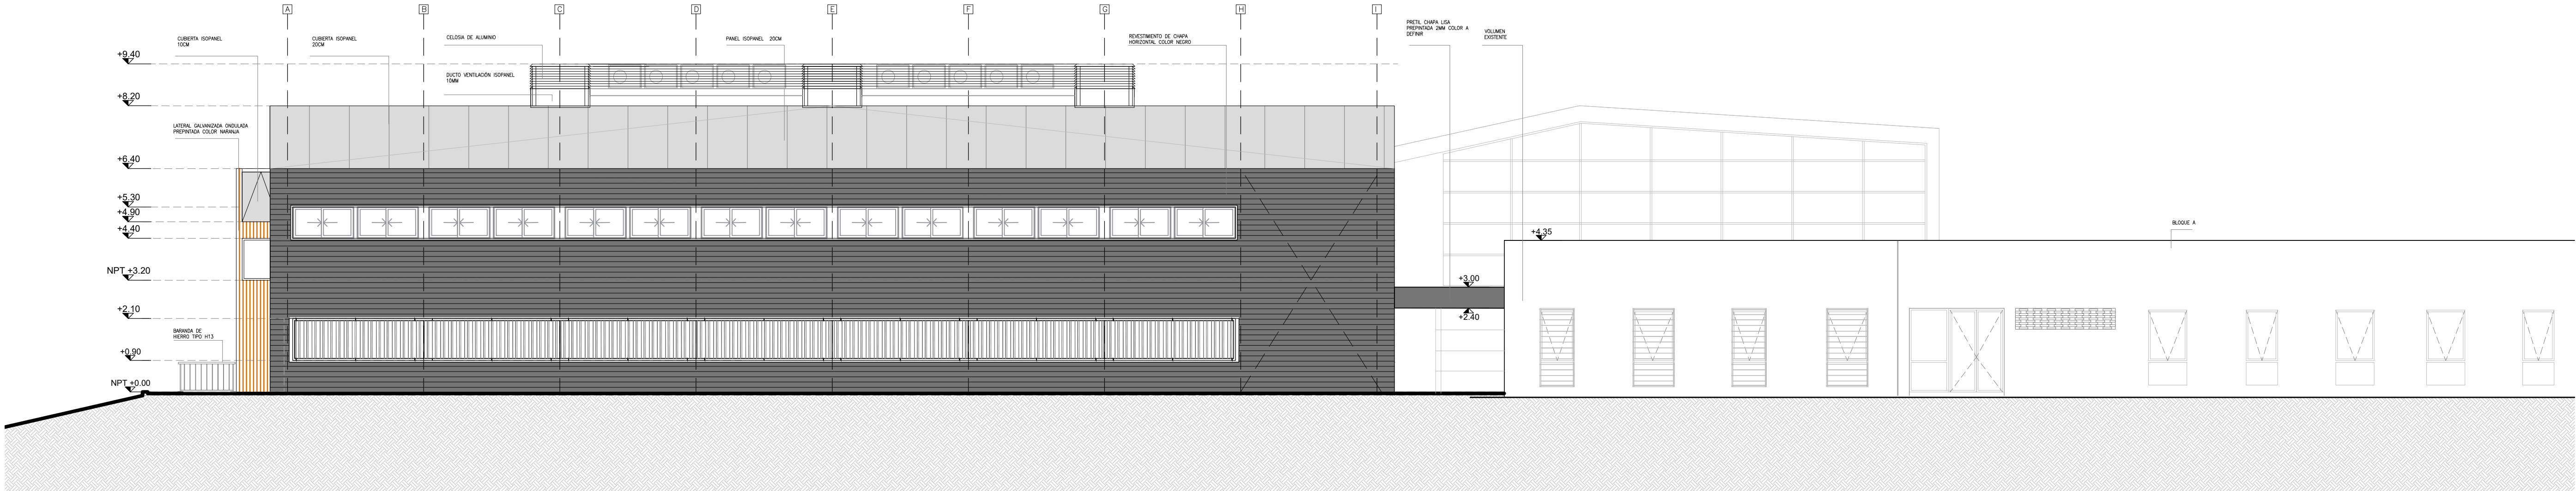 A
B
C
D
E
F
G
H
I
CUBIERTA ISOPANEL
10CM
CUBIERTA ISOPANEL
20CM
CELOSIA DE ALUMINIO
DUCTO VENTILACIÓN ISOPANEL
10MM
PANEL ISOPANEL 20CM
REVESTIMIENTO DE CHAPA
HORIZONTAL COLOR NEGRO
PRETIL CHAPA LISA
PREPINTADA 2MM COLOR A
DEFINIR
VOLUMEN
EXISTENTE
+9.40
+8.20
LATERAL GALVANIZADA ONDULADA
PREPINTADA COLOR NARANJA
+6.40
+5.30
+4.90
+4.40
NPT +3.20
+2.10
BARANDA DE
HIERRO TIPO H13
+0.90
NPT +0.00
+4.35
+3.00
+2.40
BLOQUE A